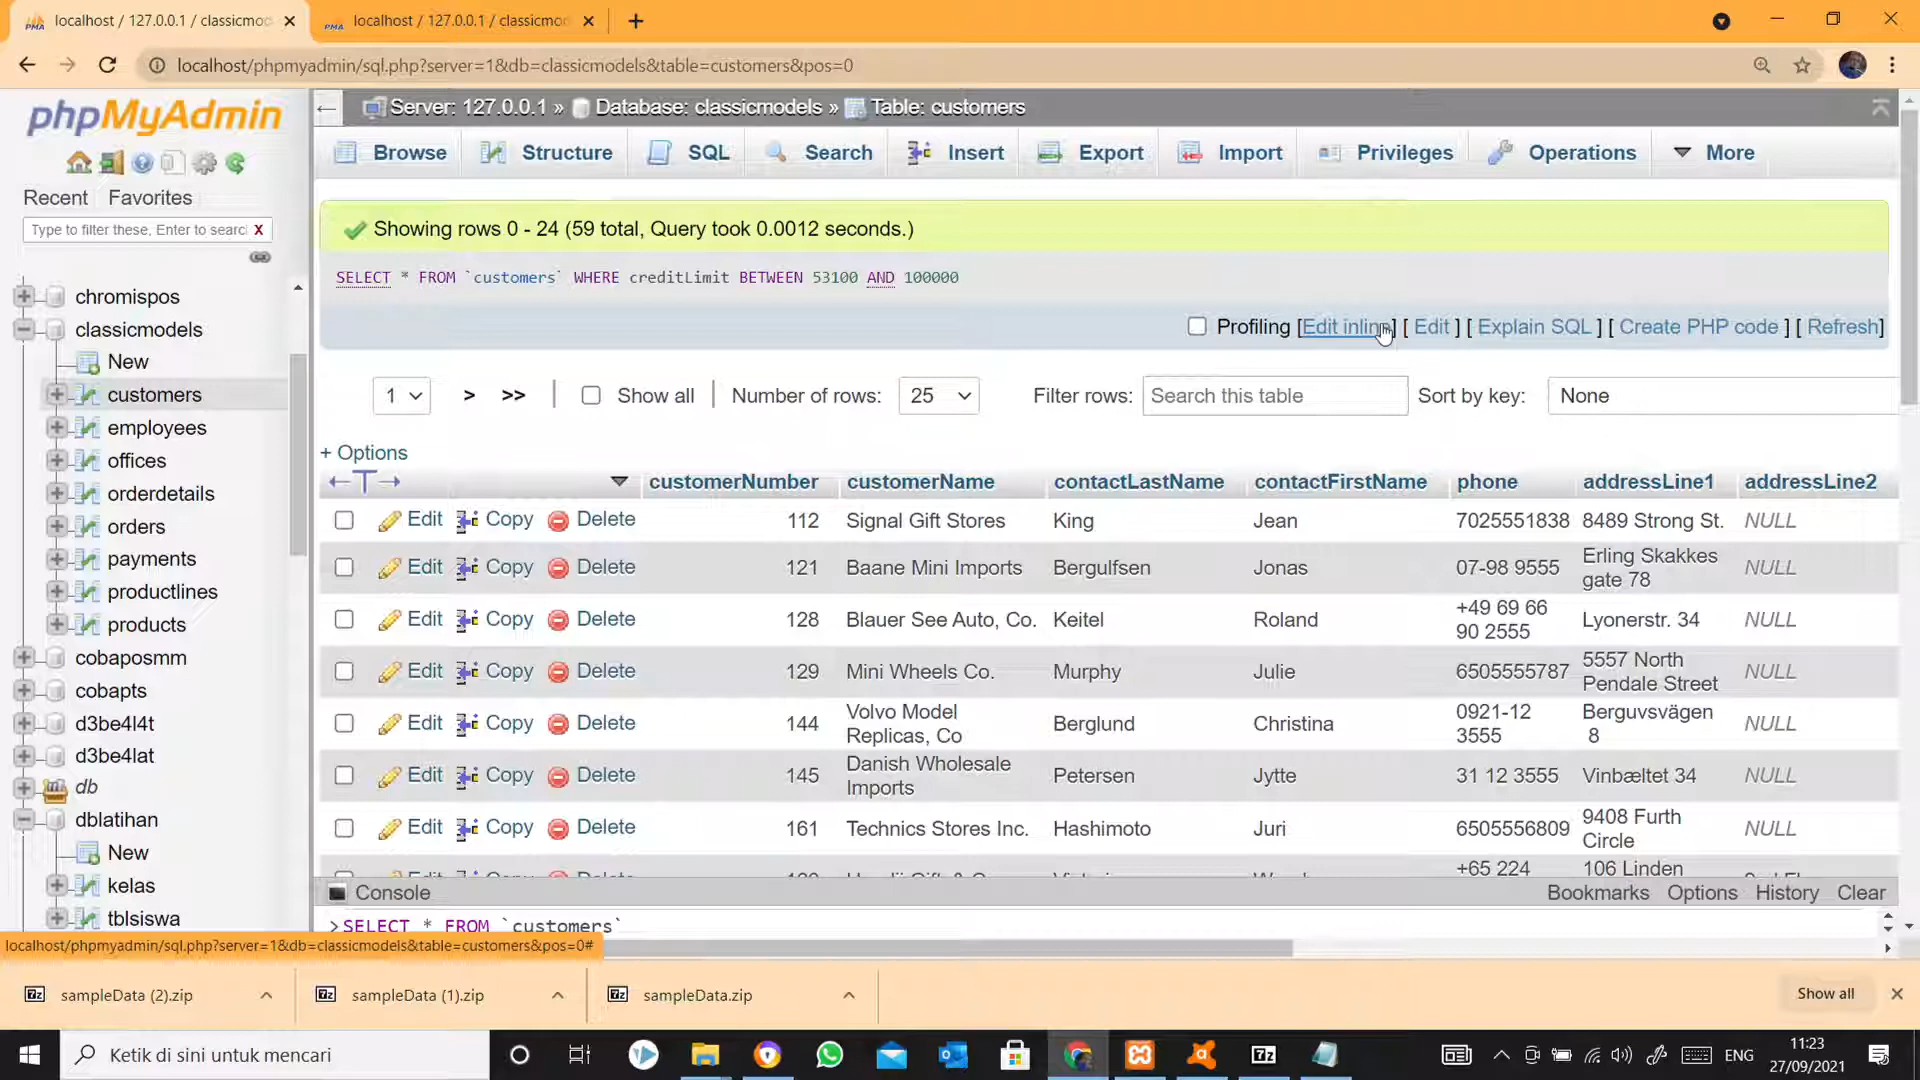 localhost / 127.0.0.1 / classicmod
localhost / 127.0.0.1 / classicmo
localhost/phpmyadmin/sql.php?server=1&db=classicmodels&table=customers&pos=0
phpMyAdmin
Recent Favorites
Type to filter these, Enter to searc X
chromispos
classicmodels
New
customers
employees
offices
orderdetails
orders
payments
productlines
products
cobaposmm
cobapts
d3be4l4t
d3be4lat
db
dblatihan
New
kelas
tblsiswa
Server: 127.0.0.1 » Database: classicmodels » Table: customers
Browse Structure SQL Search Insert Export Import Privileges Operations More
Showing rows 0 - 24 (59 total, Query took 0.0012 seconds.)
SELECT * FROM `customers` WHERE creditLimit BETWEEN 53100 AND 100000
Profiling [Edit inline] [ Edit ] [ Explain SQL ] [ Create PHP code ] [ Refresh]
1 > >> Show all Number of rows: 25 Filter rows: Search this table Sort by key: None
+ Options
←T→ customerNumber customerName contactLastName contactFirstName phone addressLine1 addressLine2
Edit Copy Delete 112 Signal Gift Stores King Jean 7025551838 8489 Strong St. NULL
Edit Copy Delete 121 Baane Mini Imports Bergulfsen Jonas 07-98 9555 Erling Skakkes gate 78 NULL
Edit Copy Delete 128 Blauer See Auto, Co. Keitel Roland +49 69 66 90 2555 Lyonerstr. 34 NULL
Edit Copy Delete 129 Mini Wheels Co. Murphy Julie 6505555787 5557 North Pendale Street NULL
Edit Copy Delete 144 Volvo Model Replicas, Co Berglund Christina 0921-12 3555 Berguvsvägen 8 NULL
Edit Copy Delete 145 Danish Wholesale Imports Petersen Jytte 31 12 3555 Vinbæltet 34 NULL
Edit Copy Delete 161 Technics Stores Inc. Hashimoto Juri 6505556809 9408 Furth Circle NULL
+65 224 106 Linden
Console Bookmarks Options History Clear
>SELECT * FROM `customers`
localhost/phpmyadmin/sql.php?server=1&db=classicmodels&table=customers&pos=0#
sampleData (2).zip sampleData (1).zip sampleData.zip Show all
Ketik di sini untuk mencari
ENG
11:23
27/09/2021